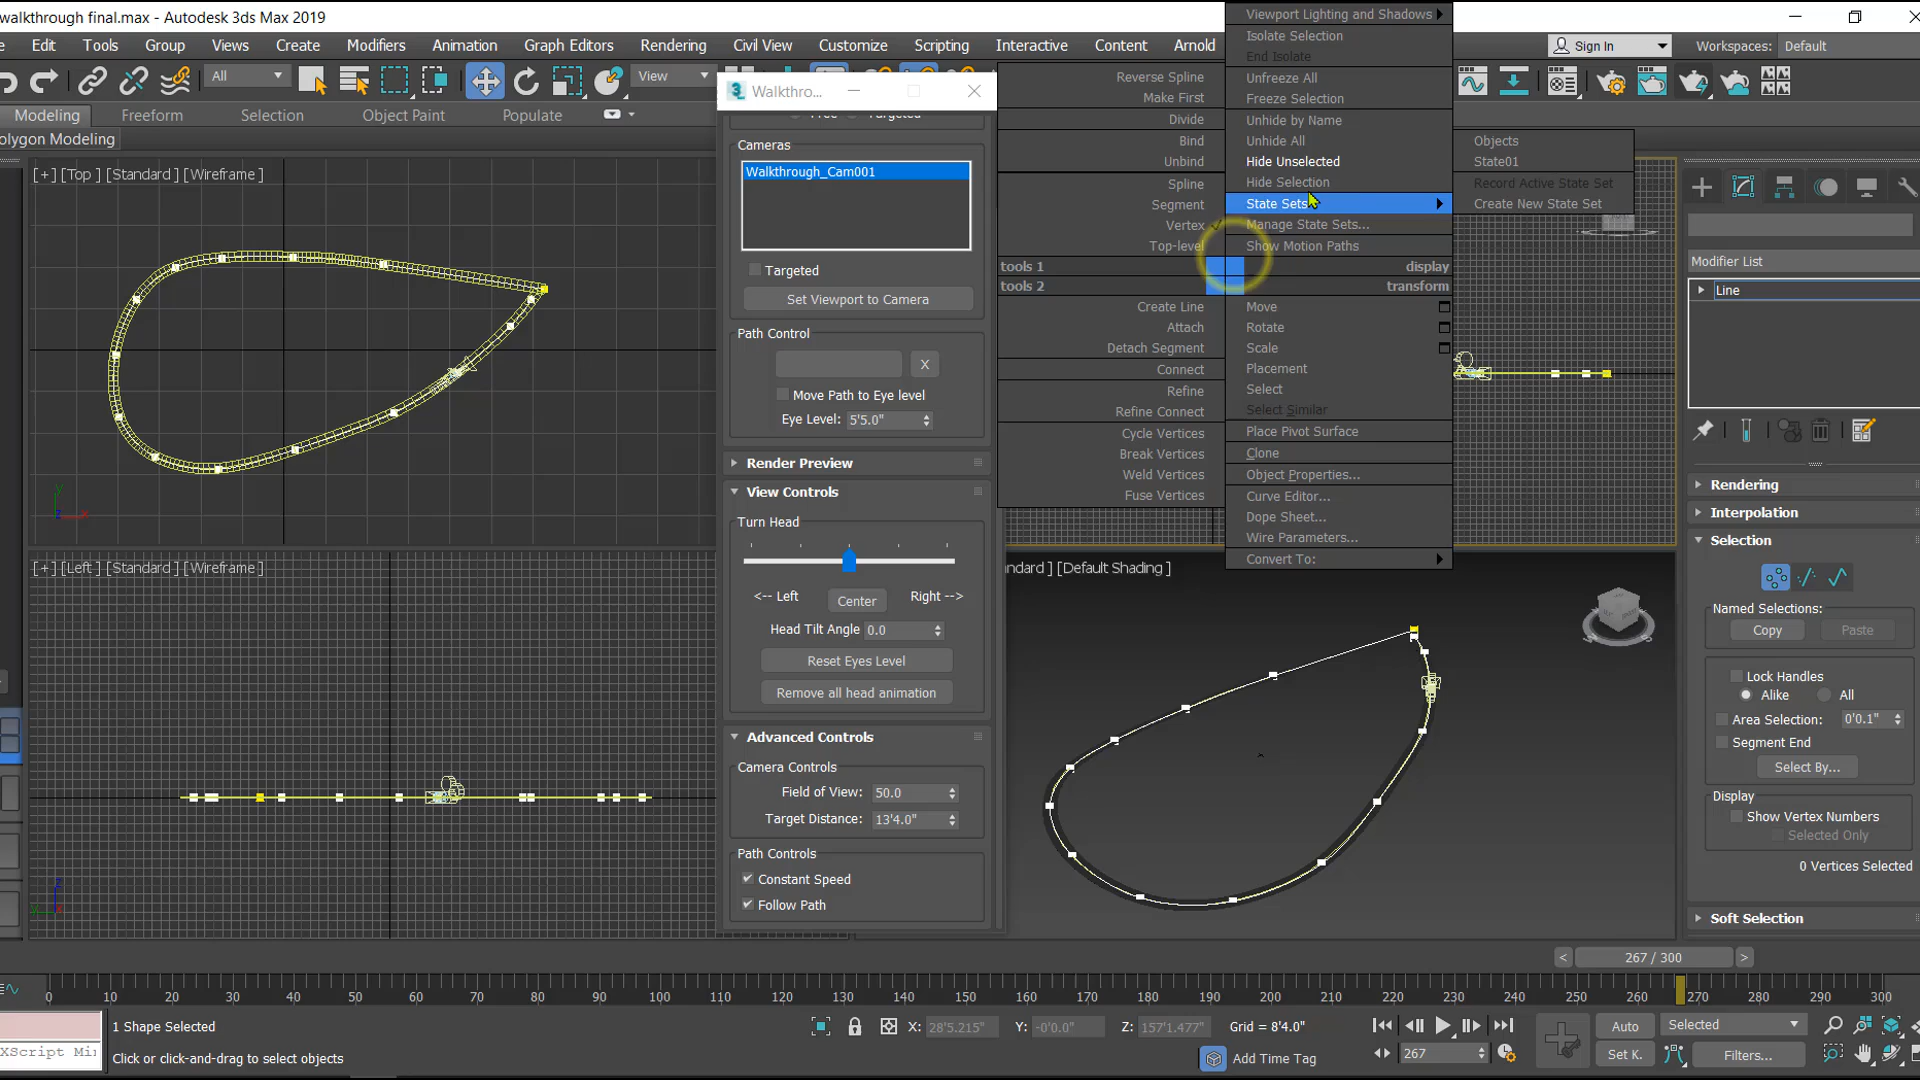 walkthrough final.max - Autodesk 3ds Max 2019
Edit Tools Group Views Create Modifiers Animation Graph Editors Rendering Civil View Customize Scripting Interactive Content Arnold
Sign In
Workspaces: Default
All
View
Modeling Freeform Selection Object Paint Populate
olygon Modeling
[+] [Top ] [Standard ] [Wireframe ]
y
x
z
[+] [Left ] [Standard ] [Wireframe ]
Walkthro...
Cameras
Walkthrough_Cam001
Targeted
Set Viewport to Camera
Path Control
X
Move Path to Eye level
Eye Level: 5'5.0"
Render Preview
View Controls
Turn Head
<-- Left
Center
Right -->
Head Tilt Angle 0.0
Reset Eyes Level
Remove all head animation
Advanced Controls
Camera Controls
Field of View: 50.0
Target Distance: 13'4.0"
Path Controls
Constant Speed
Follow Path
Reverse Spline
Make First
Divide
Bind
Unbind
Spline
Segment
Vertex
Top-level
tools 1
tools 2
Create Line
Attach
Detach Segment
Connect
Refine
Refine Connect
Cycle Vertices
Break Vertices
Weld Vertices
Fuse Vertices
Viewport Lighting and Shadows
Isolate Selection
End Isolate
Unfreeze All
Freeze Selection
Unhide by Name
Unhide All
Hide Unselected
Hide Selection
State Sets
Manage State Sets...
Show Motion Paths
display
transform
Move
Rotate
Scale
Placement
Select
Select Similar
Place Pivot Surface
Clone
Object Properties...
Curve Editor...
Dope Sheet...
Wire Parameters...
Convert To:
Objects
State01
Record Active State Set
Create New State Set
ndard ] [Default Shading ]
Modifier List
Line
Rendering
Interpolation
Selection
Named Selections:
Copy
Paste
Lock Handles
Alike
All
Area Selection: 0'0.1"
Segment End
Select By...
Display
Show Vertex Numbers
Selected Only
0 Vertices Selected
Soft Selection
< 267 / 300 >
0 10 20 30 40 50 60 70 80 90 100 110 120 130 140 150 160 170 180 190 200 210 220 230 240 250 260 270 280 290 300
1 Shape Selected
Click or click-and-drag to select objects
XScript Mi
X: 28'5.215"
Y: -0'0.0"
Z: 157'1.477"
Grid = 8'4.0"
Add Time Tag
267
Auto
Selected
Set K.
Filters...